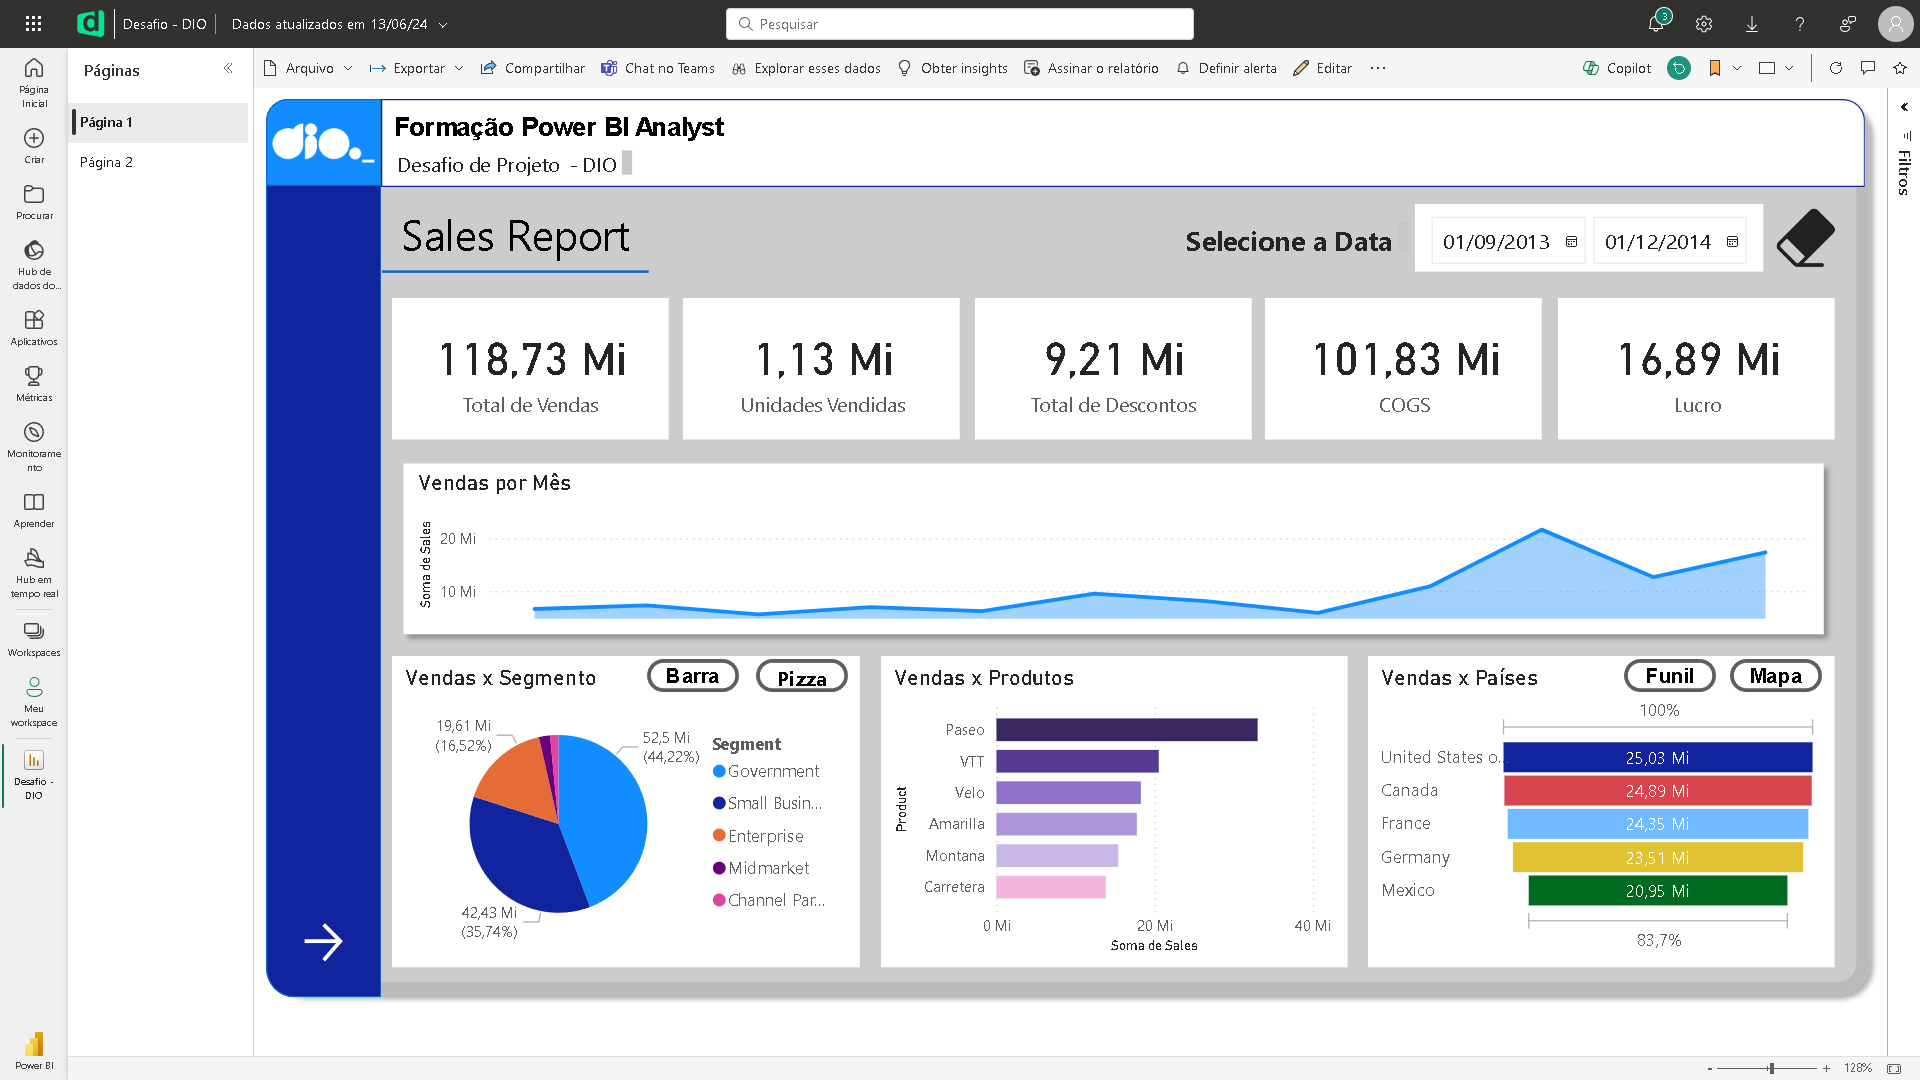 Desafio - DIO
Dados atualizados em 13/06/24
Pesquisar
3
Página
Inicial
Criar
Procurar
Hub de
dados do...
Aplicativos
Métricas
Monitorame
nto
Aprender
Hub em
tempo real
Workspaces
Meu
workspace
Desafio -
DIO
Power BI
Páginas
Página 1
Página 2
Arquivo
Exportar
Compartilhar
Chat no Teams
Explorar esses dados
Obter insights
Assinar o relatório
Definir alerta
Editar
...
Copilot
Filtros
dio._
Formação Power BI Analyst
Desafio de Projeto - DIO
Sales Report
Selecione a Data
01/09/2013
01/12/2014
118,73 Mi
Total de Vendas
1,13 Mi
Unidades Vendidas
9,21 Mi
Total de Descontos
101,83 Mi
COGS
16,89 Mi
Lucro
Vendas por Mês
Soma de Sales
20 Mi
10 Mi
Vendas x Segmento
Barra
Pizza
19,61 Mi
(16,52%)
52,5 Mi
(44,22%)
42,43 Mi
(35,74%)
Segment
Government
Small Busin...
Enterprise
Midmarket
Channel Par...
Vendas x Produtos
Product
Paseo
VTT
Velo
Amarilla
Montana
Carretera
0 Mi
20 Mi
40 Mi
Soma de Sales
Vendas x Países
Funil
Mapa
100%
United States o...
25,03 Mi
Canada
24,89 Mi
France
24,35 Mi
Germany
23,51 Mi
Mexico
20,95 Mi
83,7%
- + 128%